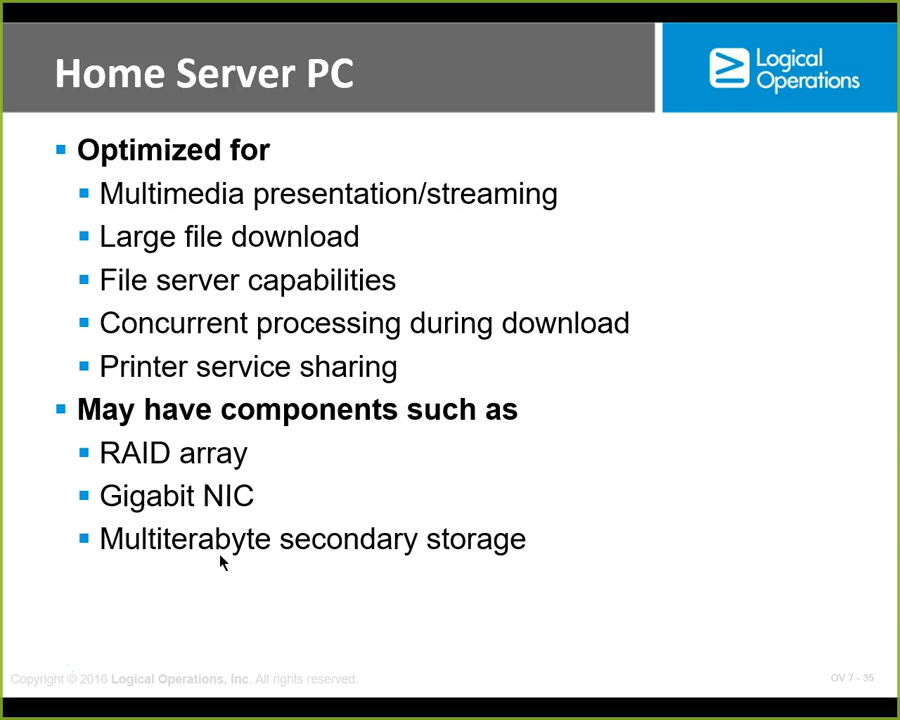 Home Server PC
Logical
Operations
Optimized for
Multimedia presentation/streaming
Large file download
File server capabilities
Concurrent processing during download
Printer service sharing
May have components such as
RAID array
Gigabit NIC
Multiterabyte secondary storage
Copyright © 2016 Logical Operations, Inc. All rights reserved.
OV 7 - 35